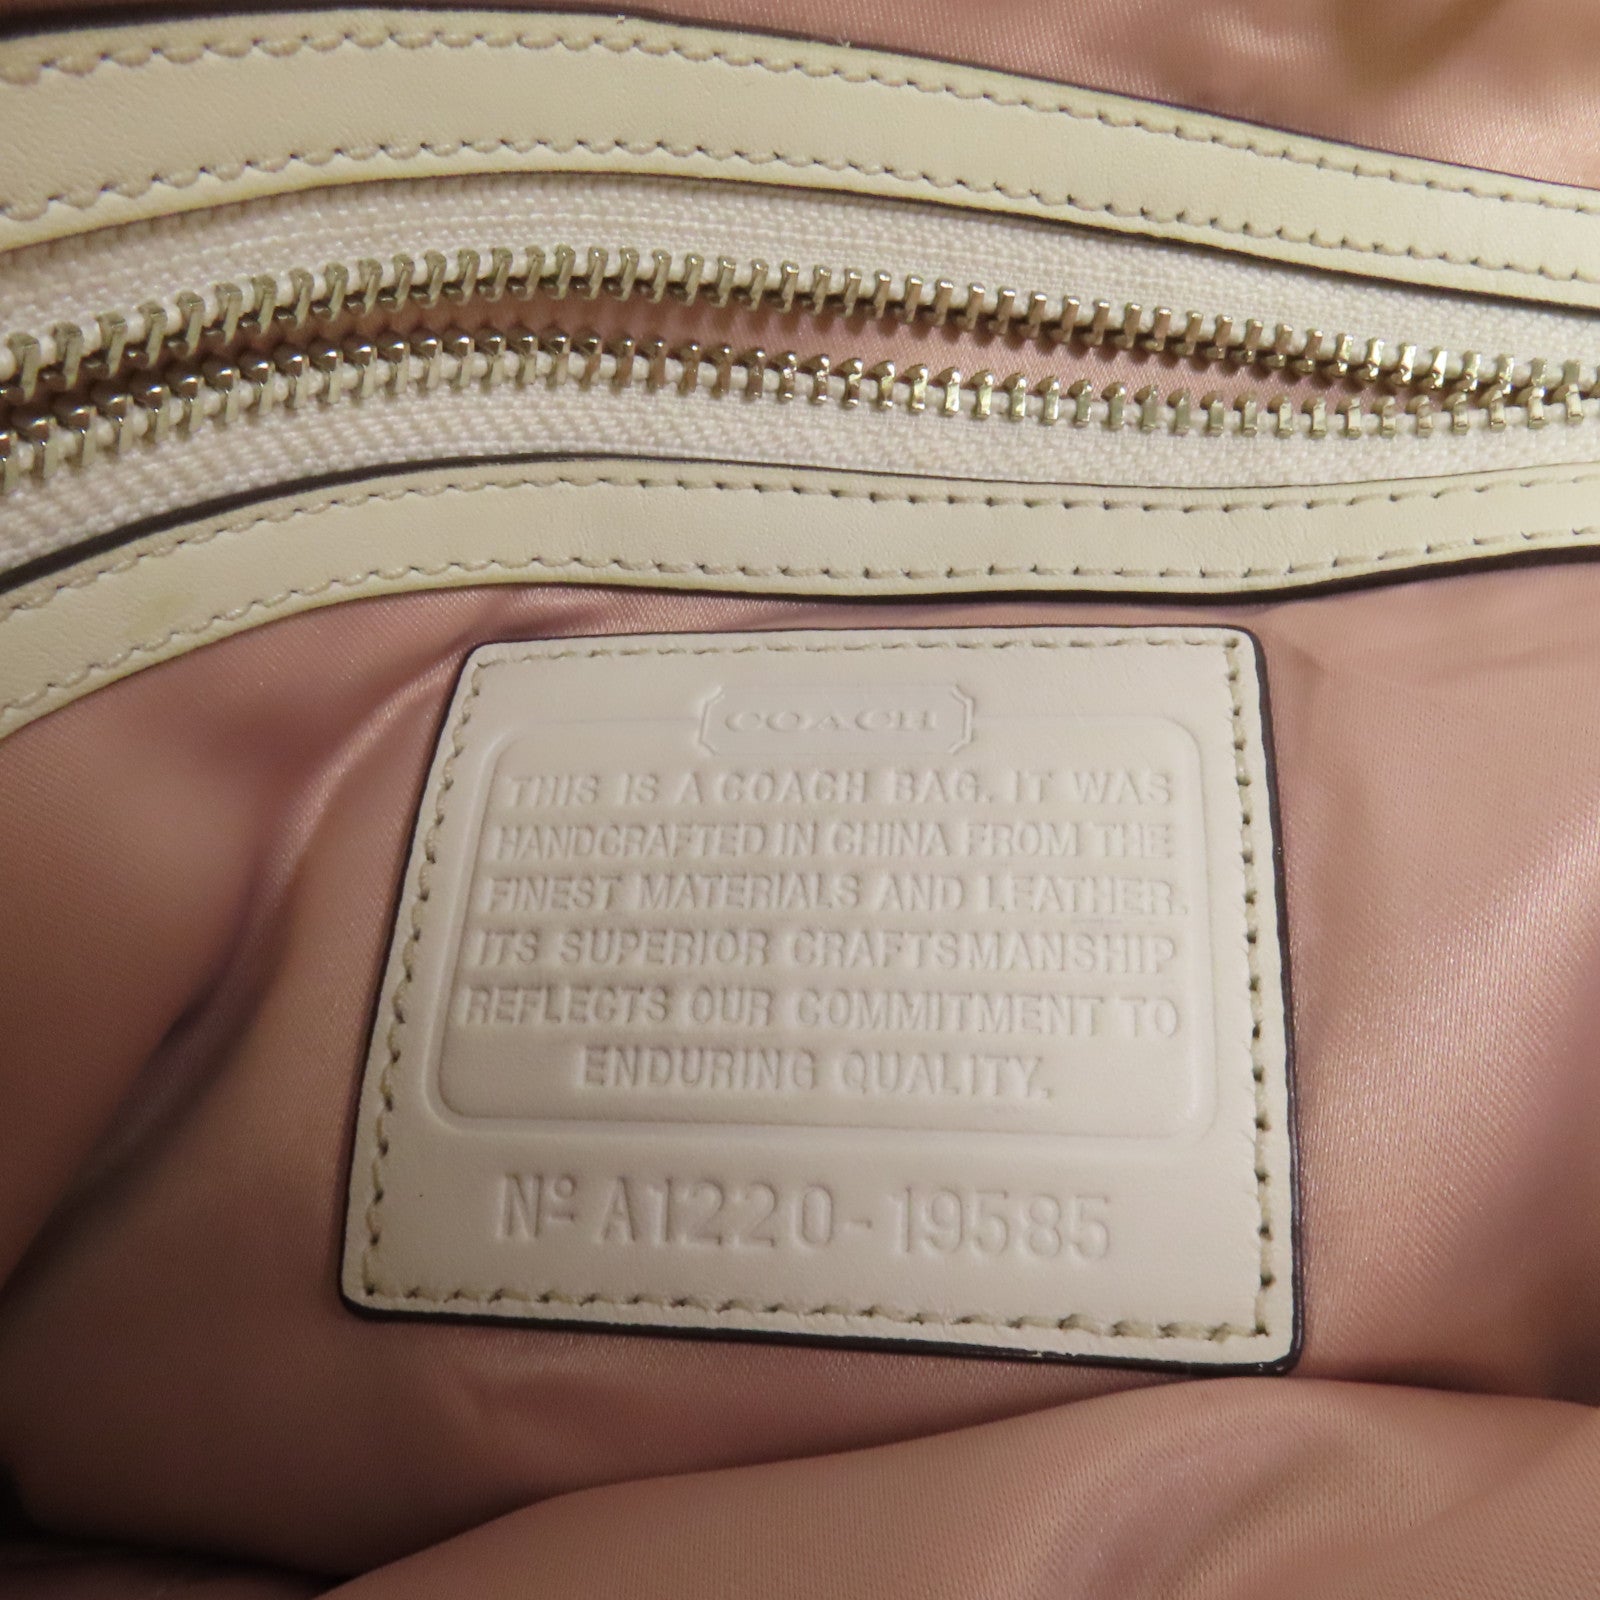 COACH
THIS IS A COACH BAG. IT WAS
HANDCRAFTED IN CHINA FROM THE
FINEST MATERIALS AND LEATHER.
ITS SUPERIOR CRAFTSMANSHIP
REFLECTS OUR COMMITMENT TO
ENDURING QUALITY.
Nº A1220-19585